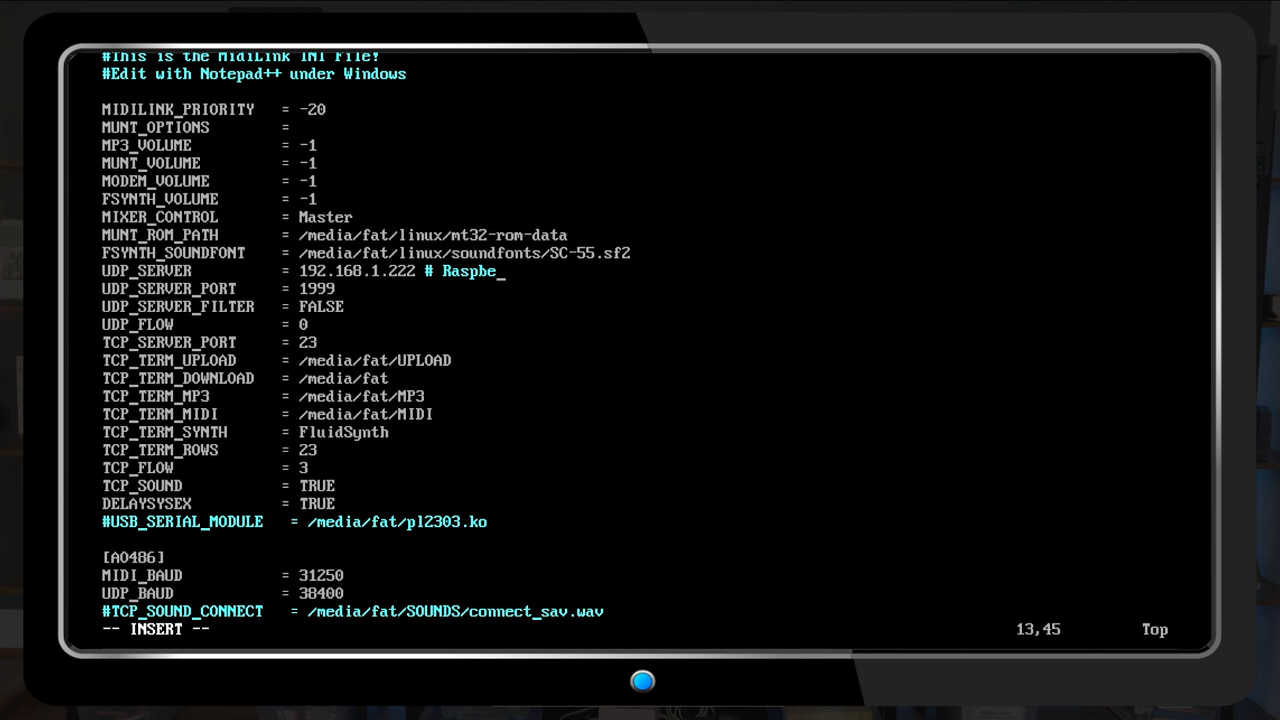 #This is the MidiLink INI File!
#Edit with Notepad++ under Windows
MIDILINK_PRIORITY = -20
MUNT_OPTIONS =
MP3_VOLUME = -1
MUNT_VOLUME = -1
MODEM_VOLUME = -1
FSYNTH_VOLUME = -1
MIXER_CONTROL = Master
MUNT_ROM_PATH = /media/fat/linux/mt32-rom-data
FSYNTH_SOUNDFONT = /media/fat/linux/soundfonts/SC-55.sf2
UDP_SERVER = 192.168.1.222 # Raspbe_
UDP_SERVER_PORT = 1999
UDP_SERVER_FILTER = FALSE
UDP_FLOW = 0
TCP_SERVER_PORT = 23
TCP_TERM_UPLOAD = /media/fat/UPLOAD
TCP_TERM_DOWNLOAD = /media/fat
TCP_TERM_MP3 = /media/fat/MP3
TCP_TERM_MIDI = /media/fat/MIDI
TCP_TERM_SYNTH = FluidSynth
TCP_TERM_ROWS = 23
TCP_FLOW = 3
TCP_SOUND = TRUE
DELAYSYSEX = TRUE
#USB_SERIAL_MODULE = /media/fat/pl2303.ko
[AO486]
MIDI_BAUD = 31250
UDP_BAUD = 38400
#TCP_SOUND_CONNECT = /media/fat/SOUNDS/connect_sav.wav
-- INSERT -- 13,45 Top